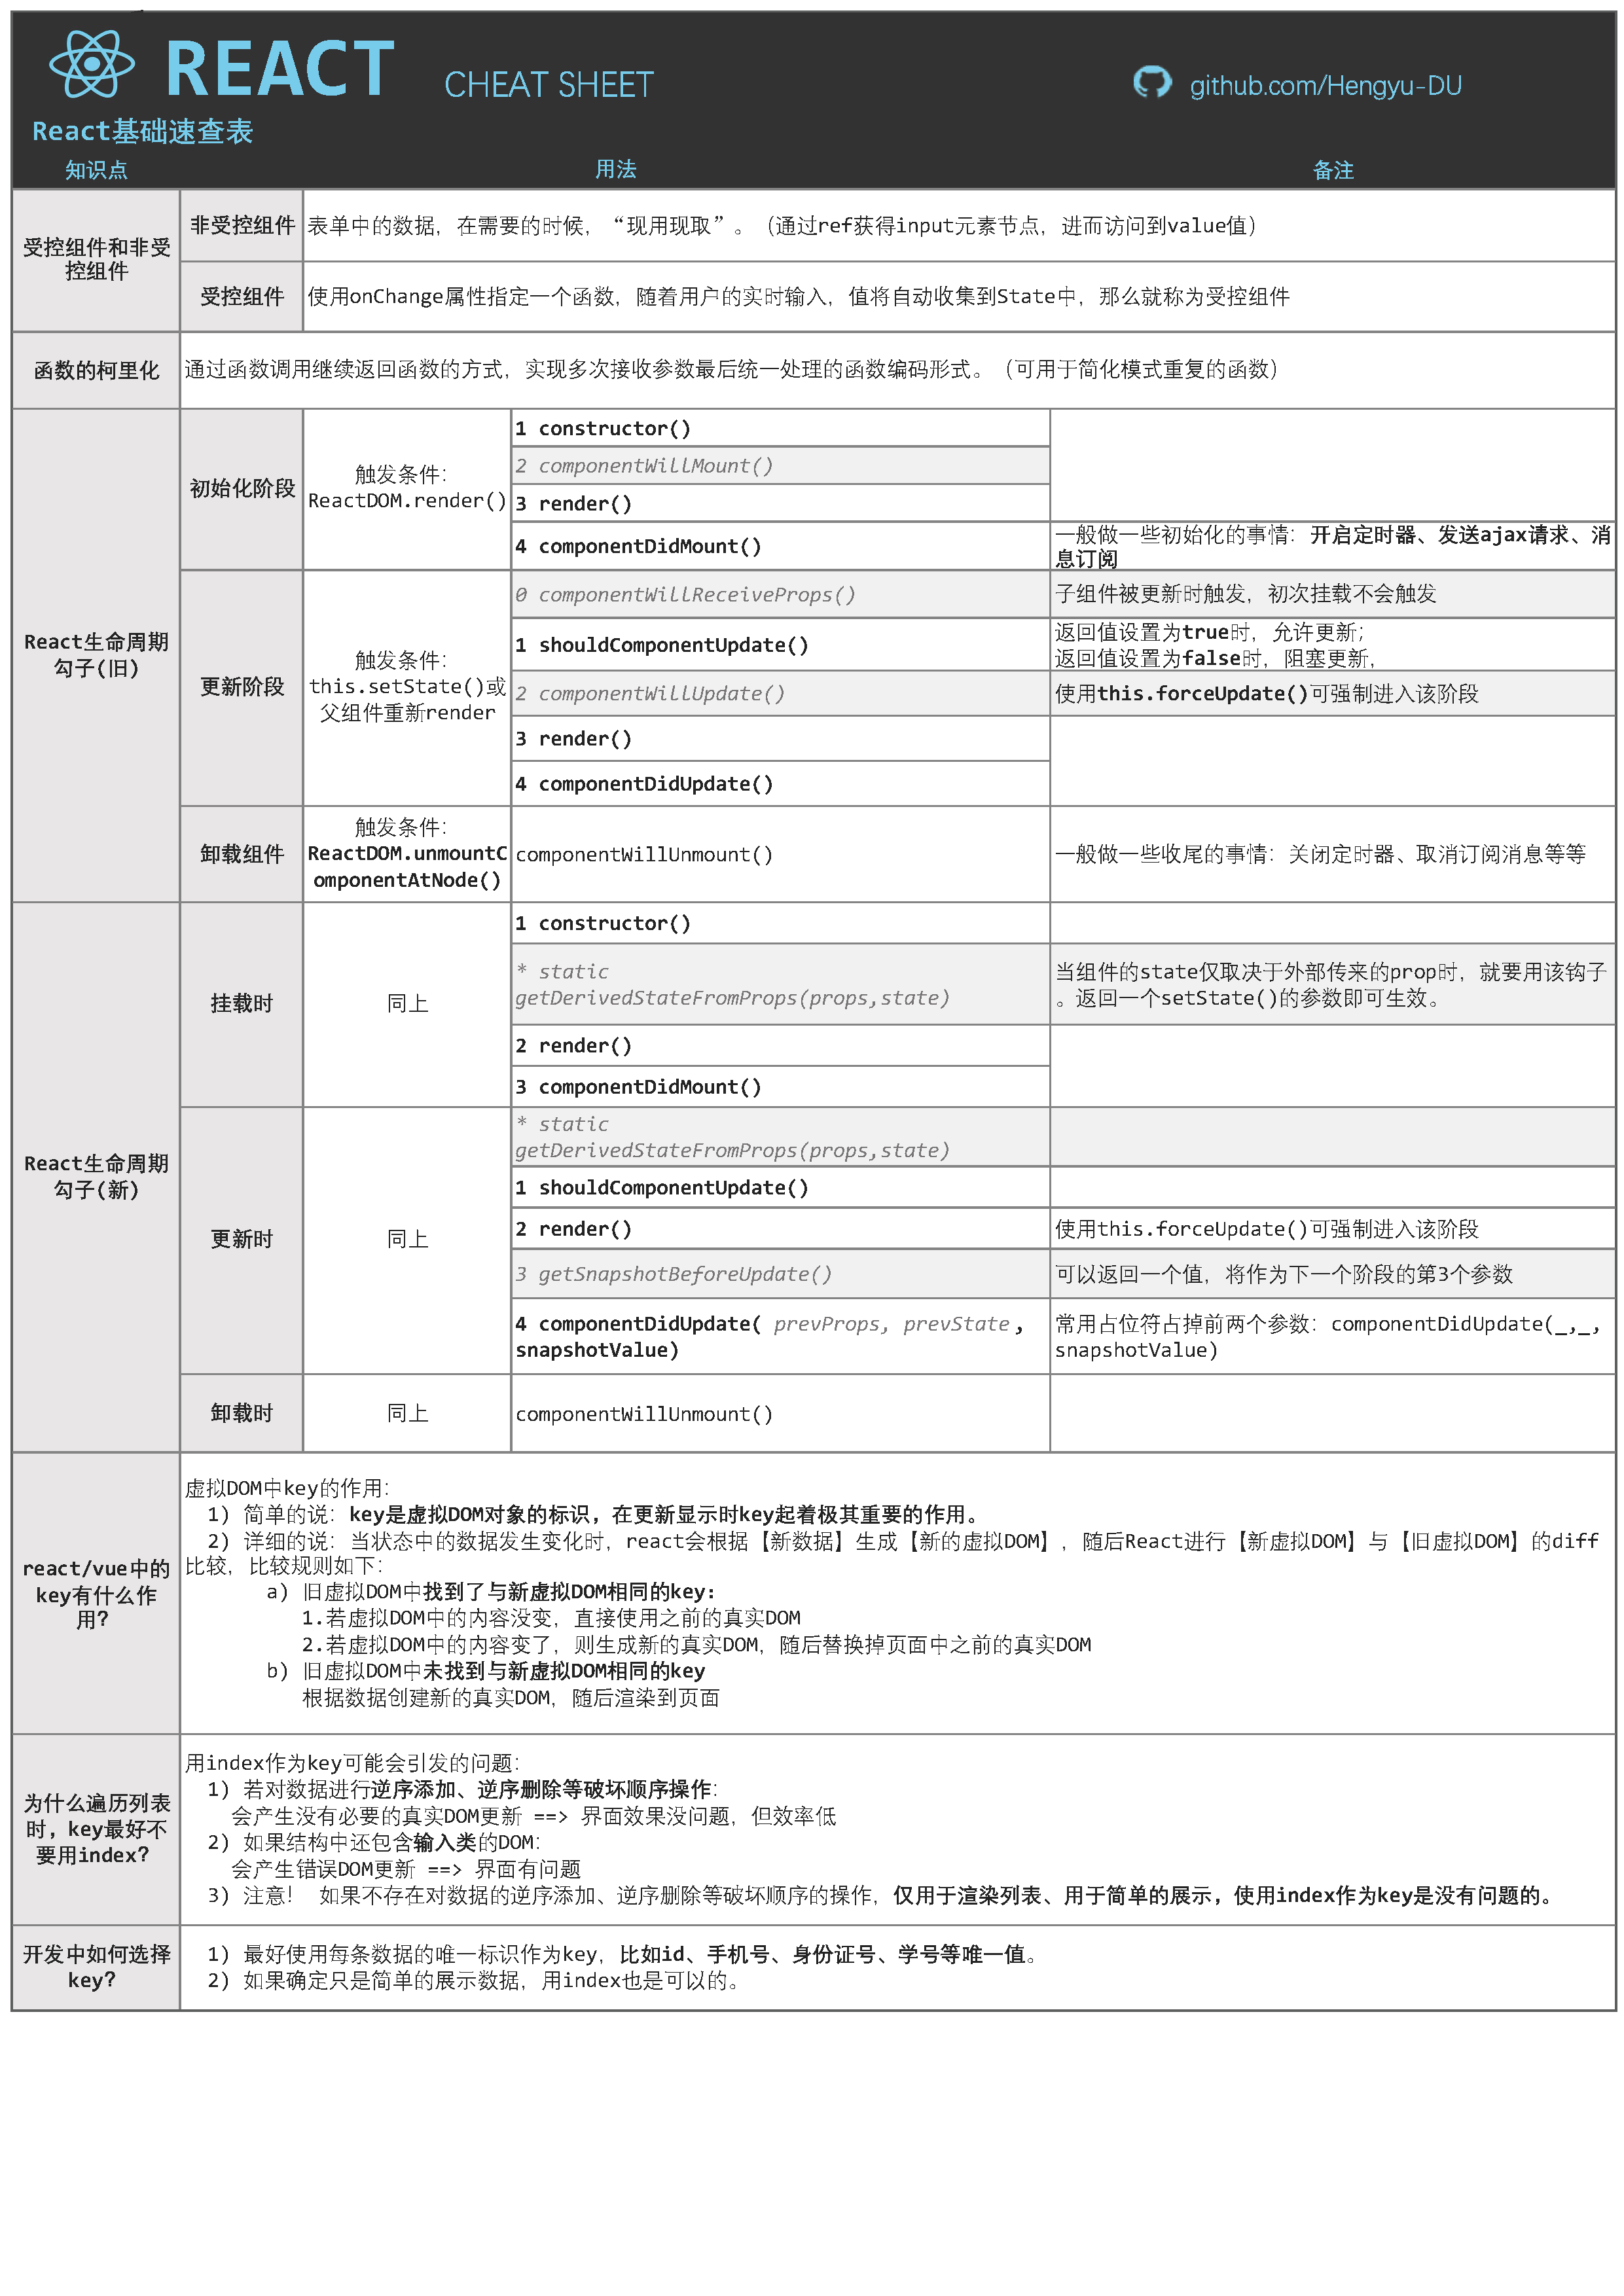 REACT CHEAT SHEET github.com/Hengyu-DU
React基础速查表
知识点 用法 备注
受控组件和非受
控组件
非受控组件 表单中的数据，在需要的时候，“现用现取”。（通过ref获得input元素节点，进而访问到value值）
受控组件 使用onChange属性指定一个函数，随着用户的实时输入，值将自动收集到State中，那么就称为受控组件
函数的柯里化 通过函数调用继续返回函数的方式，实现多次接收参数最后统一处理的函数编码形式。（可用于简化模式重复的函数）
React生命周期
勾子(旧)
初始化阶段
触发条件：
ReactDOM.render()
1 constructor()
2 componentWillMount()
3 render()
4 componentDidMount()
一般做一些初始化的事情：开启定时器、发送ajax请求、消
息订阅
更新阶段
触发条件：
this.setState()或
父组件重新render
0 componentWillReceiveProps() 子组件被更新时触发，初次挂载不会触发
1 shouldComponentUpdate()
返回值设置为true时，允许更新；
返回值设置为false时，阻塞更新，
2 componentWillUpdate() 使用this.forceUpdate()可强制进入该阶段
3 render()
4 componentDidUpdate()
卸载组件
触发条件：
ReactDOM.unmountC
omponentAtNode()
componentWillUnmount() 一般做一些收尾的事情：关闭定时器、取消订阅消息等等
React生命周期
勾子(新)
挂载时
同上
1 constructor()
* static
getDerivedStateFromProps(props,state)
当组件的state仅取决于外部传来的prop时，就要用该钩子
。返回一个setState()的参数即可生效。
2 render()
3 componentDidMount()
更新时
同上
* static
getDerivedStateFromProps(props,state)
1 shouldComponentUpdate()
2 render() 使用this.forceUpdate()可强制进入该阶段
3 getSnapshotBeforeUpdate() 可以返回一个值，将作为下一个阶段的第3个参数
4 componentDidUpdate( prevProps, prevState ,
snapshotValue)
常用占位符占掉前两个参数：componentDidUpdate(_,_,
snapshotValue)
卸载时 同上 componentWillUnmount()
react/vue中的
key有什么作
用？
虚拟DOM中key的作用：
1) 简单的说：key是虚拟DOM对象的标识，在更新显示时key起着极其重要的作用。
2) 详细的说：当状态中的数据发生变化时，react会根据【新数据】生成【新的虚拟DOM】，随后React进行【新虚拟DOM】与【旧虚拟DOM】的diff
比较，比较规则如下：
a) 旧虚拟DOM中找到了与新虚拟DOM相同的key：
1.若虚拟DOM中的内容没变，直接使用之前的真实DOM
2.若虚拟DOM中的内容变了，则生成新的真实DOM，随后替换掉页面中之前的真实DOM
b) 旧虚拟DOM中未找到与新虚拟DOM相同的key
根据数据创建新的真实DOM，随后渲染到页面
为什么遍历列表
时，key最好不
要用index？
用index作为key可能会引发的问题：
1) 若对数据进行逆序添加、逆序删除等破坏顺序操作：
会产生没有必要的真实DOM更新 ==> 界面效果没问题，但效率低
2) 如果结构中还包含输入类的DOM：
会产生错误DOM更新 ==> 界面有问题
3) 注意！ 如果不存在对数据的逆序添加、逆序删除等破坏顺序的操作，仅用于渲染列表、用于简单的展示，使用index作为key是没有问题的。
开发中如何选择
key？
1) 最好使用每条数据的唯一标识作为key，比如id、手机号、身份证号、学号等唯一值。
2) 如果确定只是简单的展示数据，用index也是可以的。